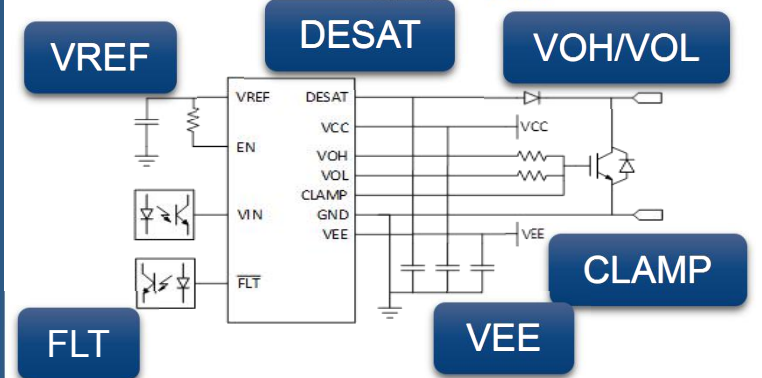 VREF
DESAT
VOH/VOL
VREF
DESAT
VCC
VCC
EN
VOH
VOL
CLAMP
VIN
GND
VEE
VEE
FLT
CLAMP
FLT
VEE